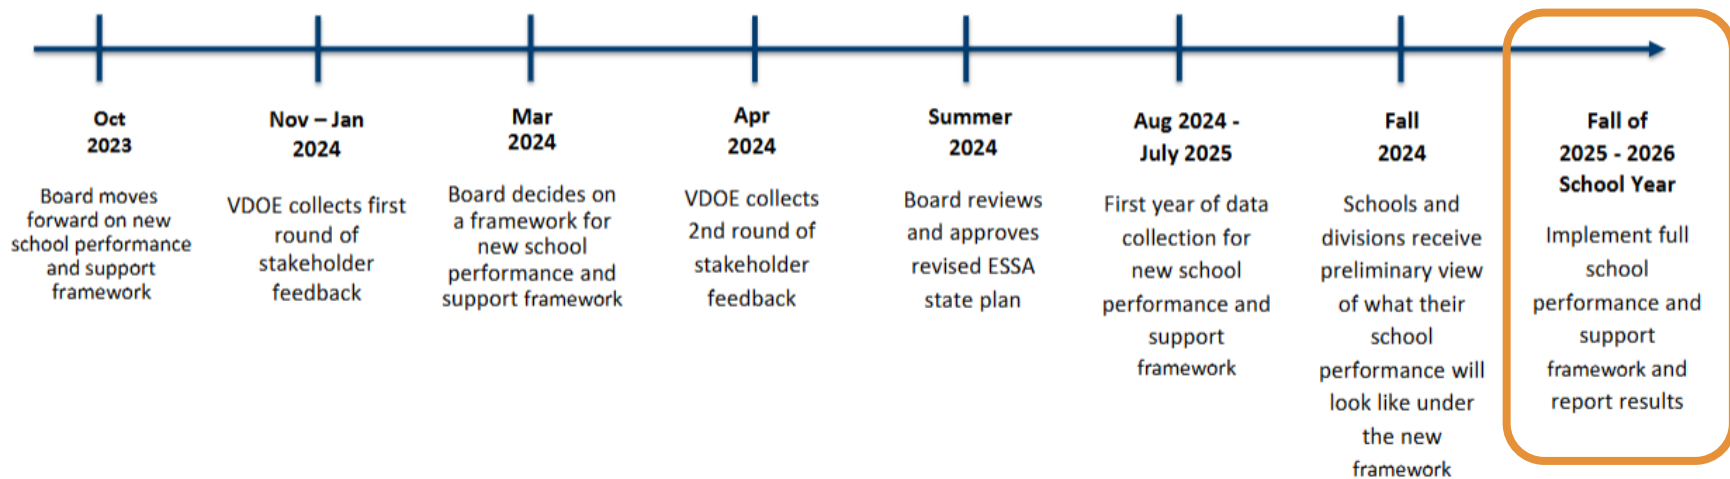 Oct
2023
Board moves
forward on new
school performance
and support
framework
Nov – Jan
2024
VDOE collects first
round of
stakeholder
feedback
Mar
2024
Board decides on
a framework for
new school
performance and
support framework
Apr
2024
VDOE collects
2nd round of
stakeholder
feedback
Summer
2024
Board reviews
and approves
revised ESSA
state plan
Aug 2024 -
July 2025
First year of data
collection for
new school
performance and
support
framework
Fall
2024
Schools and
divisions receive
preliminary view
of what their
school
performance will
look like under
the new
framework
Fall of
2025 - 2026
School Year
Implement full
school
performance and
support
framework and
report results